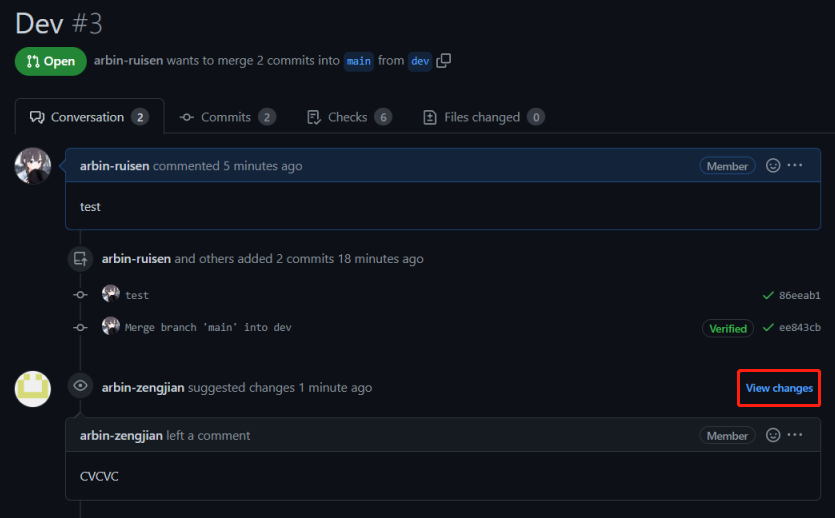 Dev #3
Open arbin-ruisen wants to merge 2 commits into main from dev
Conversation 2 Commits 2 Checks 6 Files changed 0
arbin-ruisen commented 5 minutes ago Member ···
test
arbin-ruisen and others added 2 commits 18 minutes ago
test 86eeab1
Merge branch 'main' into dev Verified ee843cb
arbin-zengjian suggested changes 1 minute ago View changes
arbin-zengjian left a comment Member ···
CVCVC